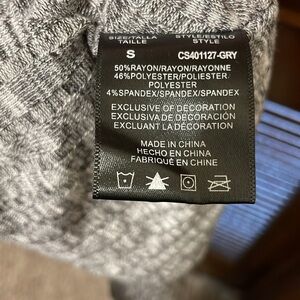 SIZE/TALLA STYLE/ESTILO
TAILLE STYLE
S CS401127-GRY
50%RAYON/RAYON/RAYONNE
46%POLYESTER/POLIESTER
POLYESTER
4%SPANDEX/SPANDEX/SPANDEX
EXCLUSIVE OF DECORATION
EXCLUSIVA DE DECORACIÓN
EXCLUANT LA DÉCORATION
MADE IN CHINA
HECHO EN CHINA
FABRIQUÉ EN CHINE